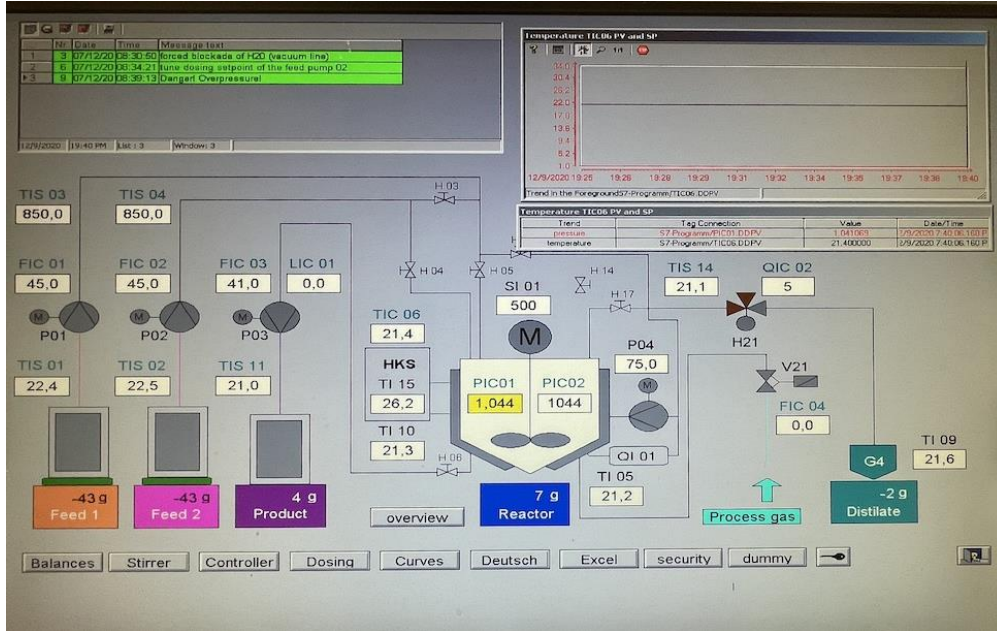 Nr Date Time Message text
1 3 07/12/20 08:30:50 forced blockade of H20 (vacuum line)
2 6 07/12/20 08:34:21 tune dosing setpoint of the feed pump 02
3 9 07/12/20 08:39:13 Danger! Overpressure!
12/9/2020 19:40 PM List : 3 Window: 3
Temperature TIC06 PV and SP
1/1
34.0
30.4
26.2
22.0
17.8
13.6
9.4
5.2
1.0
12/9/2020 19:25 19:26 19:28 19:29 19:31 19:32 19:34 19:35 19:37 19:38 19:40
Trend in the Foreground S7-Programm/TIC06.DDPV
Temperature TIC06 PV and SP
Trend Tag Connection Value Date/Time
pressure S7-Programm/PIC01.DDPV 1.041069 2/9/2020 7:40:06.160 P
temperature S7-Programm/TIC06.DDPV 21.400000 2/9/2020 7:40:06.160 P
TIS 03
850,0
TIS 04
850,0
H 03
FIC 01
45,0
FIC 02
45,0
FIC 03
41,0
LIC 01
0,0
H 04
H 05
H 14
H 17
SI 01
500
M
TIS 14
21,1
QIC 02
5
H21
M
P01
M
P02
M
P03
TIC 06
21,4
HKS
TI 15
26,2
TI 10
21,3
H 06
PIC01
1,044
PIC02
1044
P04
75,0
M
QI 01
TI 05
21,2
V21
FIC 04
0,0
TI 09
21,6
G4
TIS 01
22,4
TIS 02
22,5
TIS 11
21,0
-43 g
Feed 1
-43 g
Feed 2
4 g
Product
overview
7 g
Reactor
Process gas
-2 g
Distilate
Balances Stirrer Controller Dosing Curves Deutsch Excel security dummy